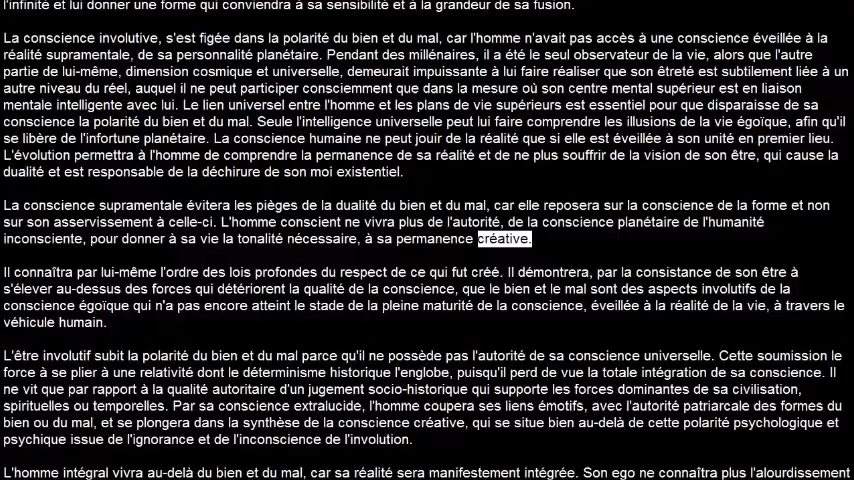 l'infinité et lui donner une forme qui conviendra à sa sensibilité et à la grandeur de sa fusion.
La conscience involutive, s'est figée dans la polarité du bien et du mal, car l'homme n'avait pas accès à une conscience éveillée à la
réalité supramentale, de sa personnalité planétaire. Pendant des millénaires, il a été le seul observateur de la vie, alors que l'autre
partie de lui-même, dimension cosmique et universelle, demeurait impuissante à lui faire réaliser que son êtreté est subtilement liée à un
autre niveau du réel, auquel il ne peut participer consciemment que dans la mesure où son centre mental supérieur est en liaison
mentale intelligente avec lui. Le lien universel entre l'homme et les plans de vie supérieurs est essentiel pour que disparaisse de sa
conscience la polarité du bien et du mal. Seule l'intelligence universelle peut lui faire comprendre les illusions de la vie égoïque, afin qu'il
se libère de l'infortune planétaire. La conscience humaine ne peut jouir de la réalité que si elle est éveillée à son unité en premier lieu.
L'évolution permettra à l'homme de comprendre la permanence de sa réalité et de ne plus souffrir de la vision de son être, qui cause la
dualité et est responsable de la déchirure de son moi existentiel.
La conscience supramentale évitera les pièges de la dualité du bien et du mal, car elle reposera sur la conscience de la forme et non
sur son asservissement à celle-ci. L'homme conscient ne vivra plus de l'autorité, de la conscience planétaire de l'humanité
inconsciente, pour donner à sa vie la tonalité nécessaire, à sa permanence créative.
Il connaîtra par lui-même l'ordre des lois profondes du respect de ce qui fut créé. Il démontrera, par la consistance de son être à
s'élever au-dessus des forces qui détériorent la qualité de la conscience, que le bien et le mal sont des aspects involutifs de la
conscience égoïque qui n'a pas encore atteint le stade de la pleine maturité de la conscience, éveillée à la réalité de la vie, à travers le
véhicule humain.
L'être involutif subit la polarité du bien et du mal parce qu'il ne possède pas l'autorité de sa conscience universelle. Cette soumission le
force à se plier à une relativité dont le déterminisme historique l'englobe, puisqu'il perd de vue la totale intégration de sa conscience. Il
ne vit que par rapport à la qualité autoritaire d'un jugement socio-historique qui supporte les forces dominantes de sa civilisation,
spirituelles ou temporelles. Par sa conscience extralucide, l'homme coupera ses liens émotifs, avec l'autorité patriarcale des formes du
bien ou du mal, et se plongera dans la synthèse de la conscience créative, qui se situe bien au-delà de cette polarité psychologique et
psychique issue de l'ignorance et de l'inconscience de l'involution.
L'homme intégral vivra au-delà du bien et du mal, car sa réalité sera manifestement intégrée. Son ego ne connaîtra plus l'alourdissement